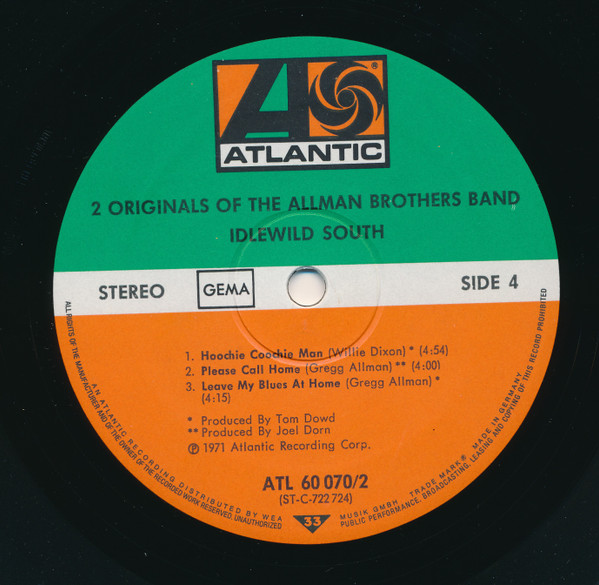 ATLANTIC
®
2 ORIGINALS OF THE ALLMAN BROTHERS BAND
IDLEWILD SOUTH
STEREO GEMA SIDE 4
1. Hoochie Coochie Man (Willie Dixon) * (4:54)
2. Please Call Home (Gregg Allman) ** (4:00)
3. Leave My Blues At Home (Gregg Allman) *
(4:15)
* Produced By Tom Dowd
** Produced By Joel Dorn
Ⓟ 1971 Atlantic Recording Corp.
ATL 60 070/2
(ST-C-722 724)
33
AN ATLANTIC RECORDING DISTRIBUTED BY WEA MUSIK GMBH. TRADE MARK® MADE IN GERMANY
ALL RIGHTS OF THE MANUFACTURER AND OF THE OWNER OF THE RECORDED WORK RESERVED. UNAUTHORIZED PUBLIC PERFORMANCE, BROADCASTING, LEASING AND COPYING OF THIS RECORD PROHIBITED